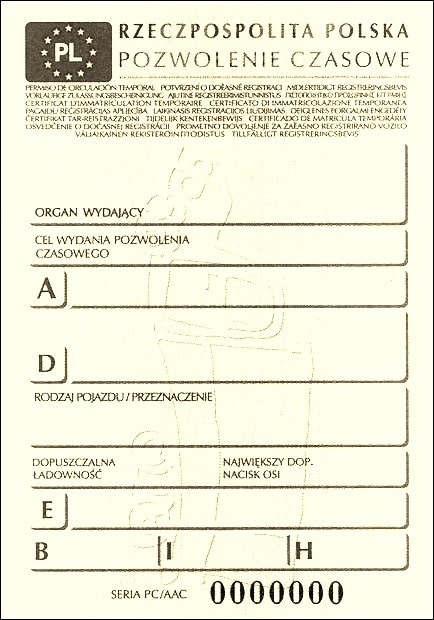 PL
RZECZPOSPOLITA POLSKA
POZWOLENIE CZASOWE
PERMISO DE CIRCULACIÓN TEMPORAL POTVRZENÍ O DOČASNÉ REGISTRACI MIDLERTIDIGT REGISTRERINGSBEVIS
VORLÄUFIGE ZULASSUNGSBESCHEINIGUNG AJUTINE REGISTREERIMISTUNNISTUS
CERTIFICAT D'IMMATRICULATION TEMPORAIRE CERTIFICATO DI IMMATRICOLAZIONE TEMPORANEA
PAGAIDU REĢISTRĀCIJAS APLIECĪBA LAIKINASIS REGISTRACIJOS LIUDIJIMAS IDEIGLENES FORGALMI ENGEDÉLY
ĊERTIFIKAT TAR-REĠISTRAZZJONI TIJDELIJK KENTEKENBEWIJS CERTIFICADO DE MATRÍCULA TEMPORÁRIA
OSVEDČENIE O DOČASNEJ REGISTRÁCII PROMETNO DOVOLJENJE ZA ZAČASNO REGISTRIRANO VOZILO
VÄLIAIKAINEN REKISTERÖINTITODISTUS TILLFÄLLIGT REGISTRERINGSBEVIS
ORGAN WYDAJĄCY
CEL WYDANIA POZWOLENIA
CZASOWEGO
A
D
RODZAJ POJAZDU / PRZEZNACZENIE
DOPUSZCZALNA NAJWIĘKSZY DOP.
ŁADOWNOŚĆ NACISK OSI
E
B I H
SERIA PC/AAC 0000000